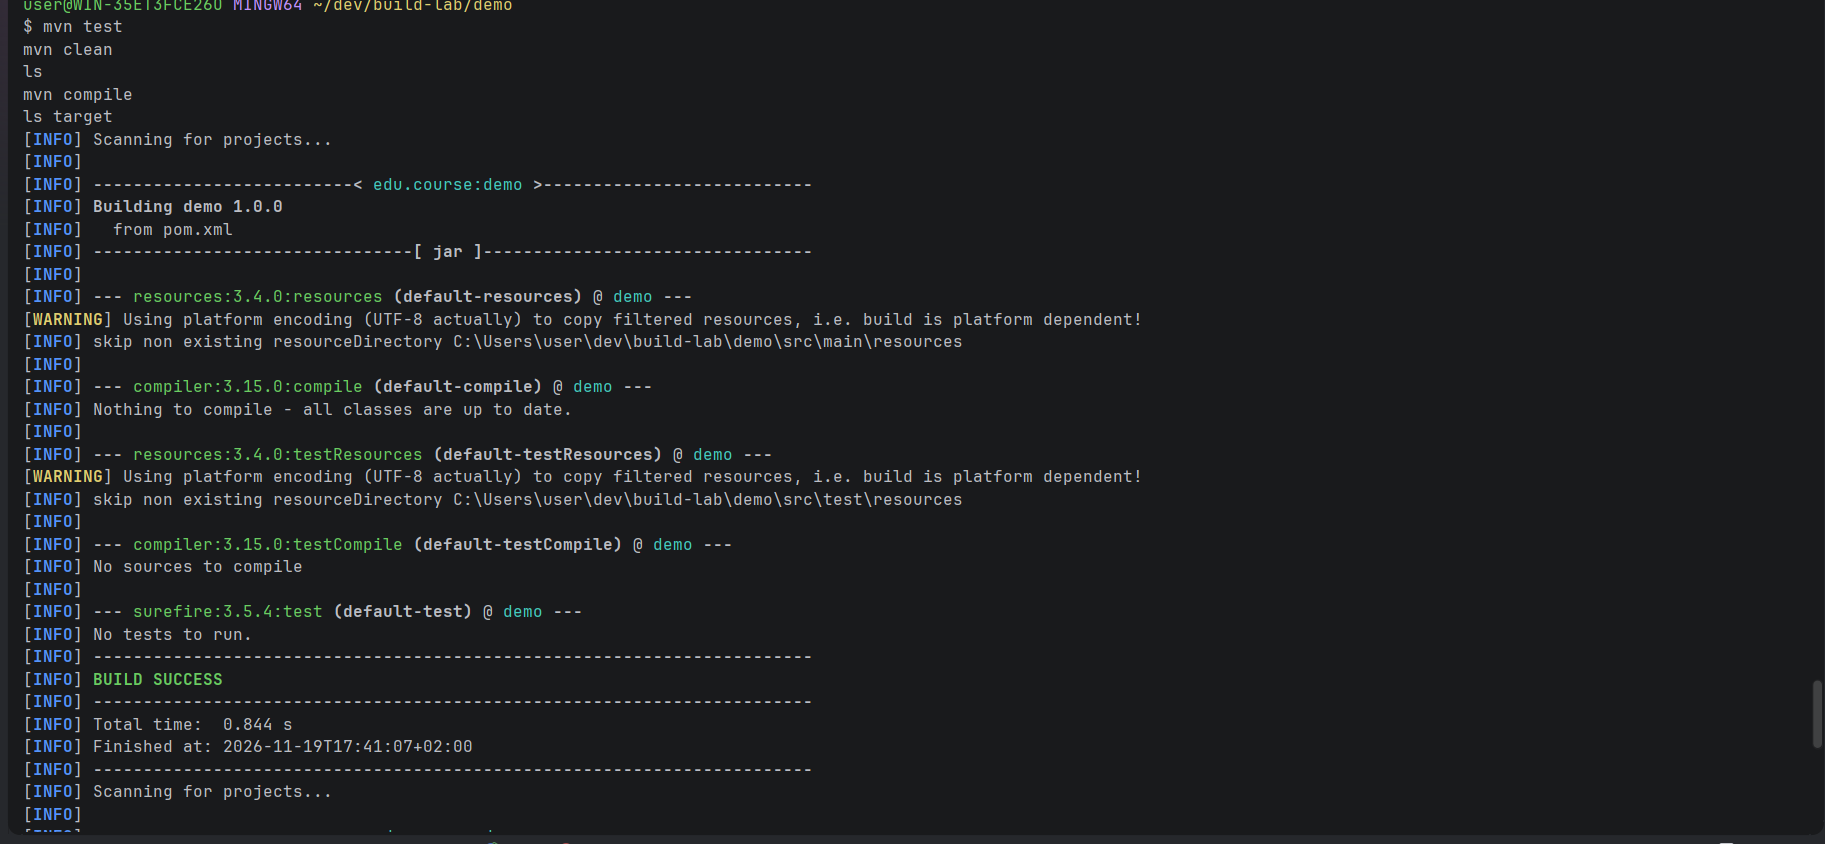 user@WIN-35ET3FCE26U MINGW64 ~/dev/build-lab/demo
$ mvn test
mvn clean
ls
mvn compile
ls target
[INFO] Scanning for projects...
[INFO]
[INFO] --------------------------< edu.course:demo >---------------------------
[INFO] Building demo 1.0.0
[INFO]   from pom.xml
[INFO] --------------------------------[ jar ]---------------------------------
[INFO]
[INFO] --- resources:3.4.0:resources (default-resources) @ demo ---
[WARNING] Using platform encoding (UTF-8 actually) to copy filtered resources, i.e. build is platform dependent!
[INFO] skip non existing resourceDirectory C:\Users\user\dev\build-lab\demo\src\main\resources
[INFO]
[INFO] --- compiler:3.15.0:compile (default-compile) @ demo ---
[INFO] Nothing to compile - all classes are up to date.
[INFO]
[INFO] --- resources:3.4.0:testResources (default-testResources) @ demo ---
[WARNING] Using platform encoding (UTF-8 actually) to copy filtered resources, i.e. build is platform dependent!
[INFO] skip non existing resourceDirectory C:\Users\user\dev\build-lab\demo\src\test\resources
[INFO]
[INFO] --- compiler:3.15.0:testCompile (default-testCompile) @ demo ---
[INFO] No sources to compile
[INFO]
[INFO] --- surefire:3.5.4:test (default-test) @ demo ---
[INFO] No tests to run.
[INFO] ------------------------------------------------------------------------
[INFO] BUILD SUCCESS
[INFO] ------------------------------------------------------------------------
[INFO] Total time:  0.844 s
[INFO] Finished at: 2026-11-19T17:41:07+02:00
[INFO] ------------------------------------------------------------------------
[INFO] Scanning for projects...
[INFO]